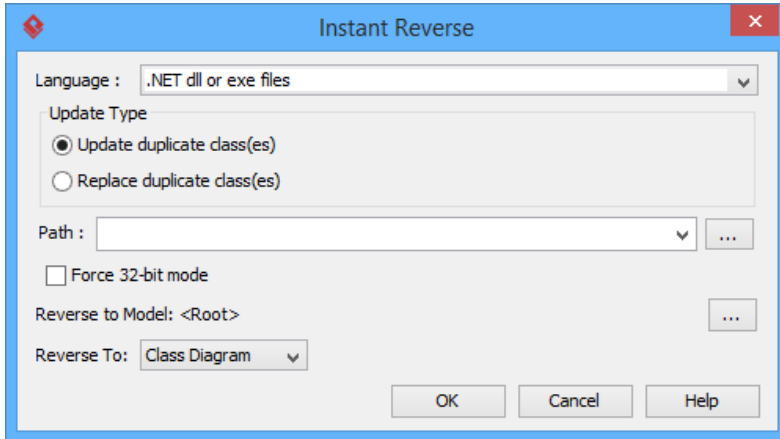 Instant Reverse
Language : .NET dll or exe files
Update Type
Update duplicate class(es)
Replace duplicate class(es)
Path : ...
Force 32-bit mode
Reverse to Model: <Root> ...
Reverse To: Class Diagram
OK Cancel Help